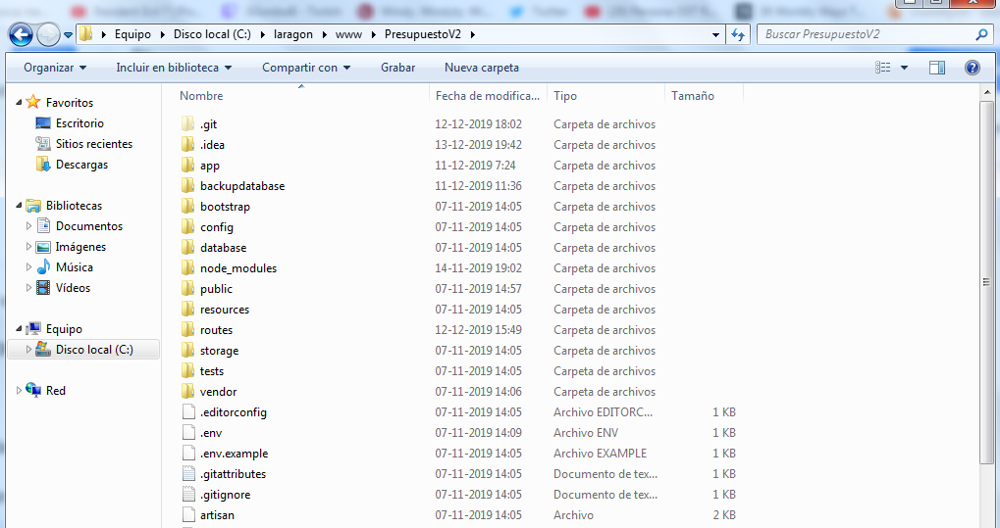 Equipo Disco local (C:) laragon www PresupuestoV2
Buscar PresupuestoV2
Organizar Incluir en biblioteca Compartir con Grabar Nueva carpeta
Favoritos
Escritorio
Sitios recientes
Descargas
Bibliotecas
Documentos
Imágenes
Música
Vídeos
Equipo
Disco local (C:)
Red
Nombre Fecha de modifica... Tipo Tamaño
.git 12-12-2019 18:02 Carpeta de archivos
.idea 13-12-2019 19:42 Carpeta de archivos
app 11-12-2019 7:24 Carpeta de archivos
backupdatabase 11-12-2019 11:36 Carpeta de archivos
bootstrap 07-11-2019 14:05 Carpeta de archivos
config 07-11-2019 14:05 Carpeta de archivos
database 07-11-2019 14:05 Carpeta de archivos
node_modules 14-11-2019 19:02 Carpeta de archivos
public 07-11-2019 14:57 Carpeta de archivos
resources 07-11-2019 14:05 Carpeta de archivos
routes 12-12-2019 15:49 Carpeta de archivos
storage 07-11-2019 14:05 Carpeta de archivos
tests 07-11-2019 14:05 Carpeta de archivos
vendor 07-11-2019 14:06 Carpeta de archivos
.editorconfig 07-11-2019 14:05 Archivo EDITORC... 1 KB
.env 07-11-2019 14:09 Archivo ENV 1 KB
.env.example 07-11-2019 14:05 Archivo EXAMPLE 1 KB
.gitattributes 07-11-2019 14:05 Documento de tex... 1 KB
.gitignore 07-11-2019 14:05 Documento de tex... 1 KB
artisan 07-11-2019 14:05 Archivo 2 KB